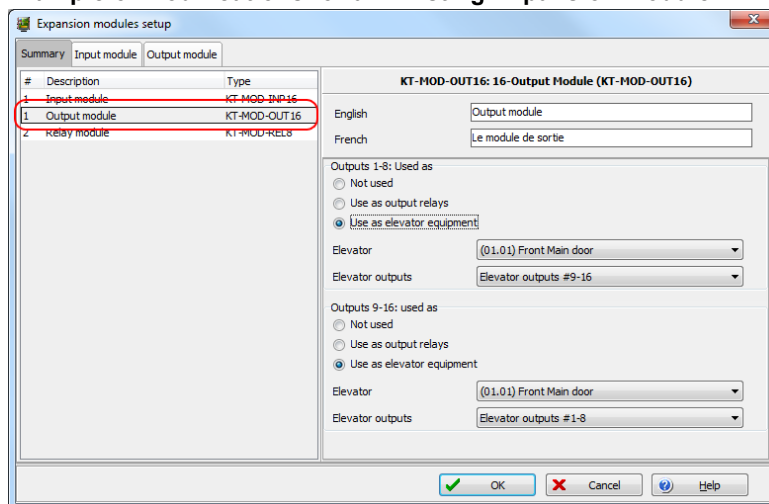 Expansion modules setup
Summary Input module Output module
# Description Type
1 Input module KT-MOD-INP16
1 Output module KT-MOD-OUT16
2 Relay module KT-MOD-REL8
KT-MOD-OUT16: 16-Output Module (KT-MOD-OUT16)
English Output module
French Le module de sortie
Outputs 1-8: Used as
Not used
Use as output relays
Use as elevator equipment
Elevator (01.01) Front Main door
Elevator outputs Elevator outputs #9-16
Outputs 9-16: used as
Not used
Use as output relays
Use as elevator equipment
Elevator (01.01) Front Main door
Elevator outputs Elevator outputs #1-8
OK Cancel Help